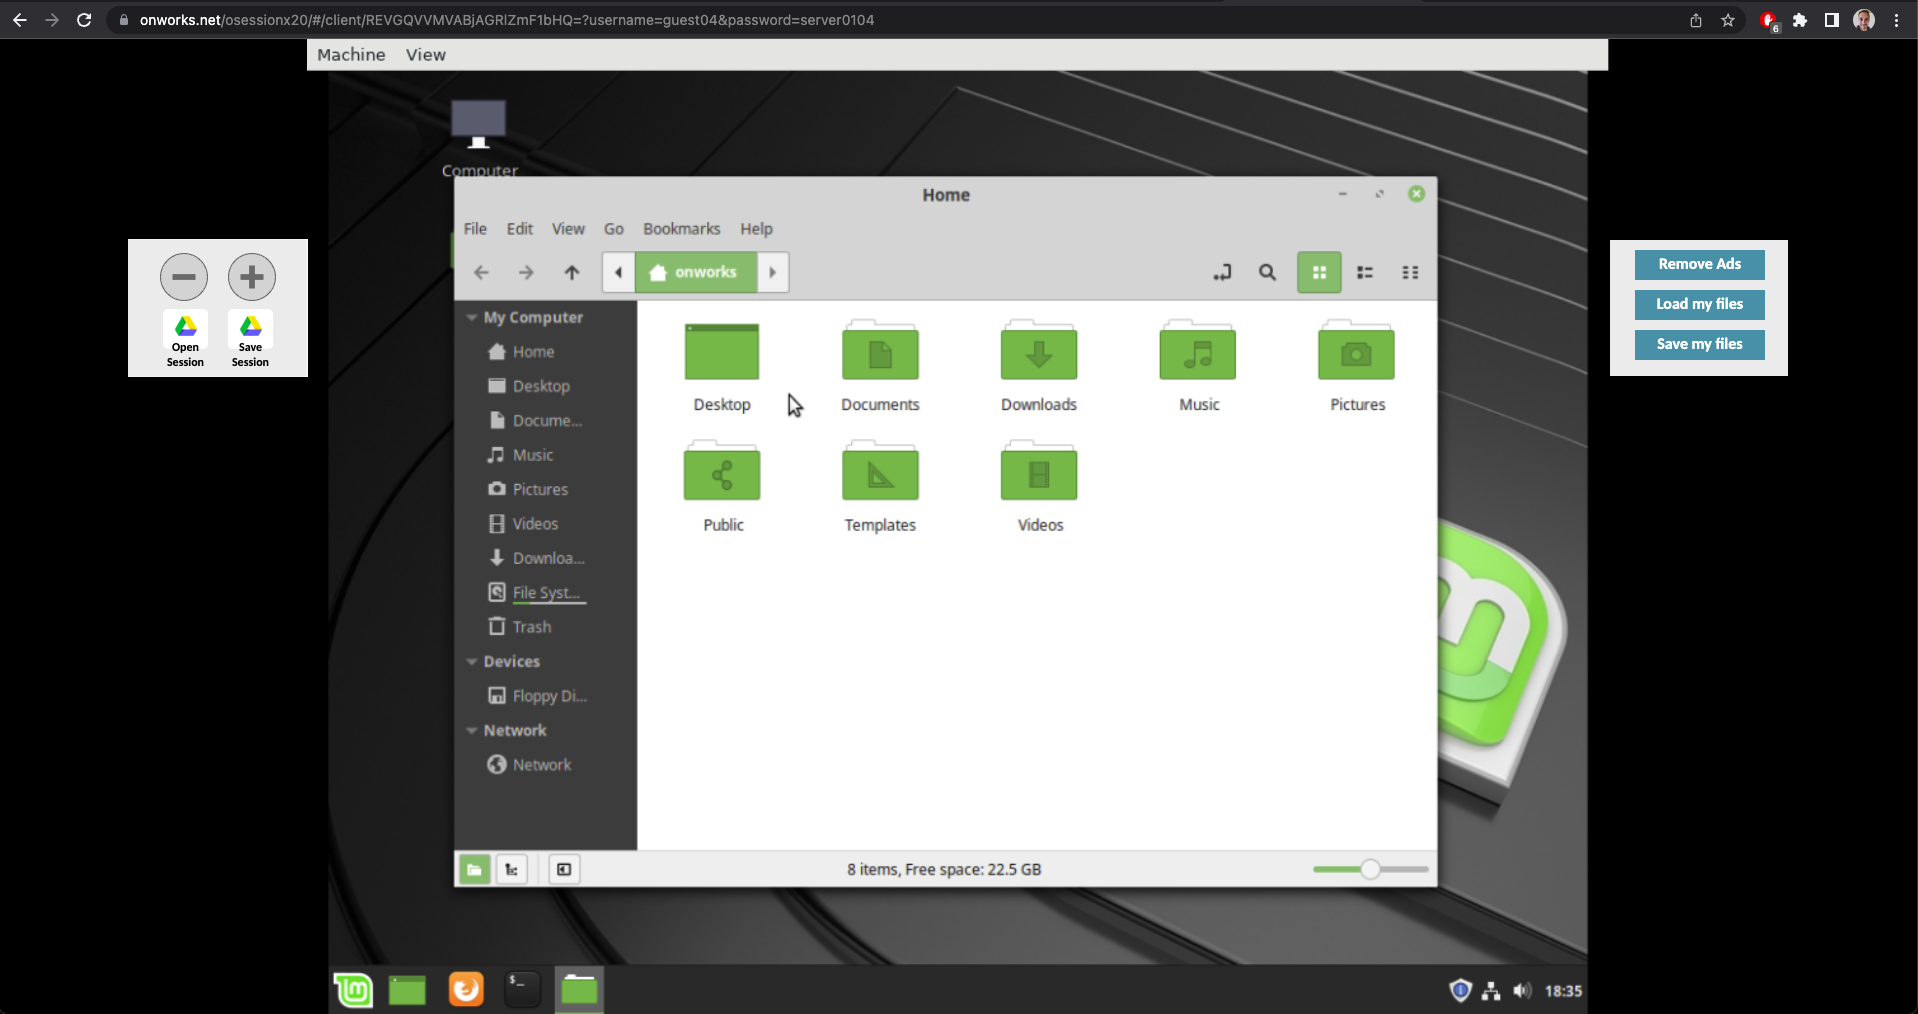 onworks.net/osessionx20/#/client/REVGQVVMVABjAGRlZmF1bHQ=?username=guest04&password=server0104
6
Machine View
Computer
Home
File Edit View Go Bookmarks Help
onworks
My Computer
Home
Desktop
Docume...
Music
Pictures
Videos
Downloa...
File Syst...
Trash
Devices
Floppy Di...
Network
Network
Desktop Documents Downloads Music Pictures
Public Templates Videos
8 items, Free space: 22.5 GB
Open Session
Save Session
Remove Ads
Load my files
Save my files
$_
18:35